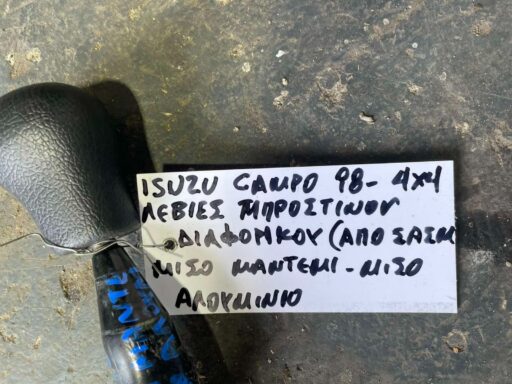 ISUZU CAMPO 98- 4x4
ΛΕΒΙΕΣ ΜΠΡΟΣΤΙΝΟΥ
ΔΙΑΦΟΡΙΚΟΥ (ΑΠΟ ΣΑΣΜ
ΜΙΣΟ ΜΑΝΤΕΜΙ - ΜΙΣΟ
ΑΛΟΥΜΙΝΙΟ